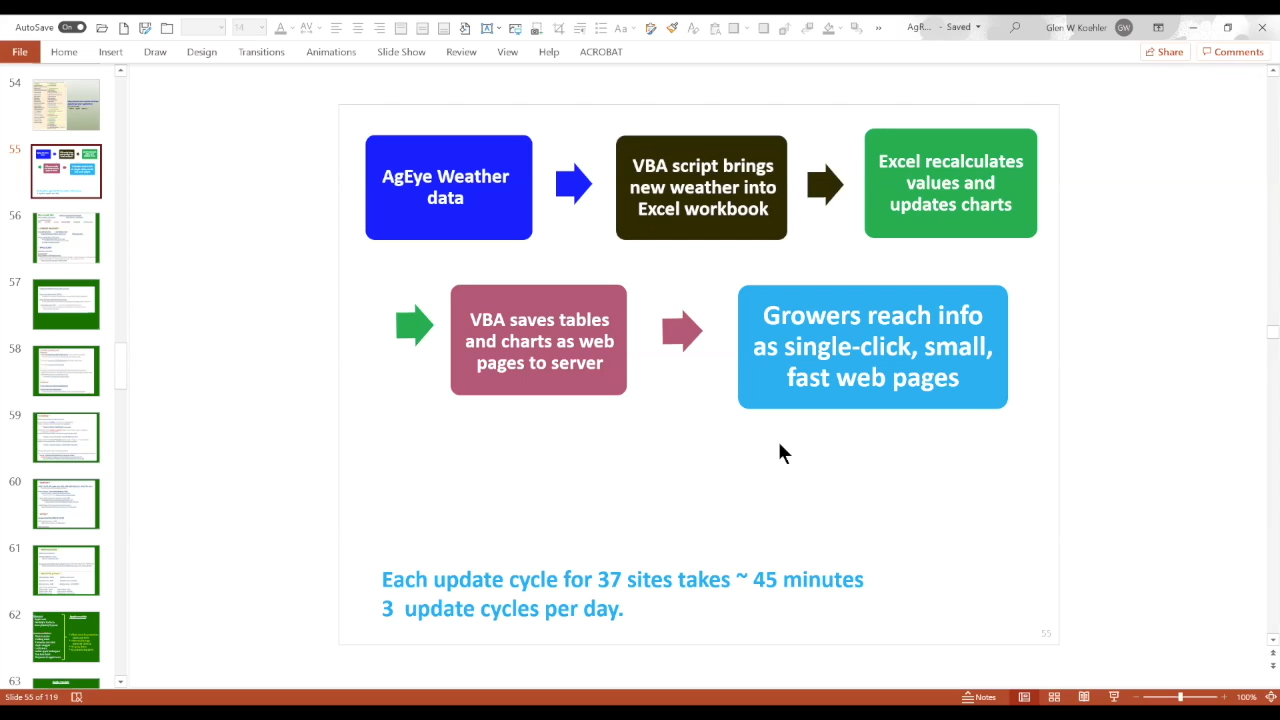 AutoSave On 14 Aa AgR... - Saved Glen W Koehler GW
File Home Insert Draw Design Transitions Animations Slide Show Review View Help ACROBAT Share Comments
54
55
57
58
59
60
61
62
63
AgEye Weather
data
VBA script brings
new weather into
Excel workbook
Excel recalculates
values and
updates charts
VBA saves tables
and charts as web
pages to server
Growers reach info
as single-click, small,
fast web pages
Each update cycle for 37 sites takes ~ 45 minutes
3 update cycles per day.
55
Slide 55 of 119 Notes 100%